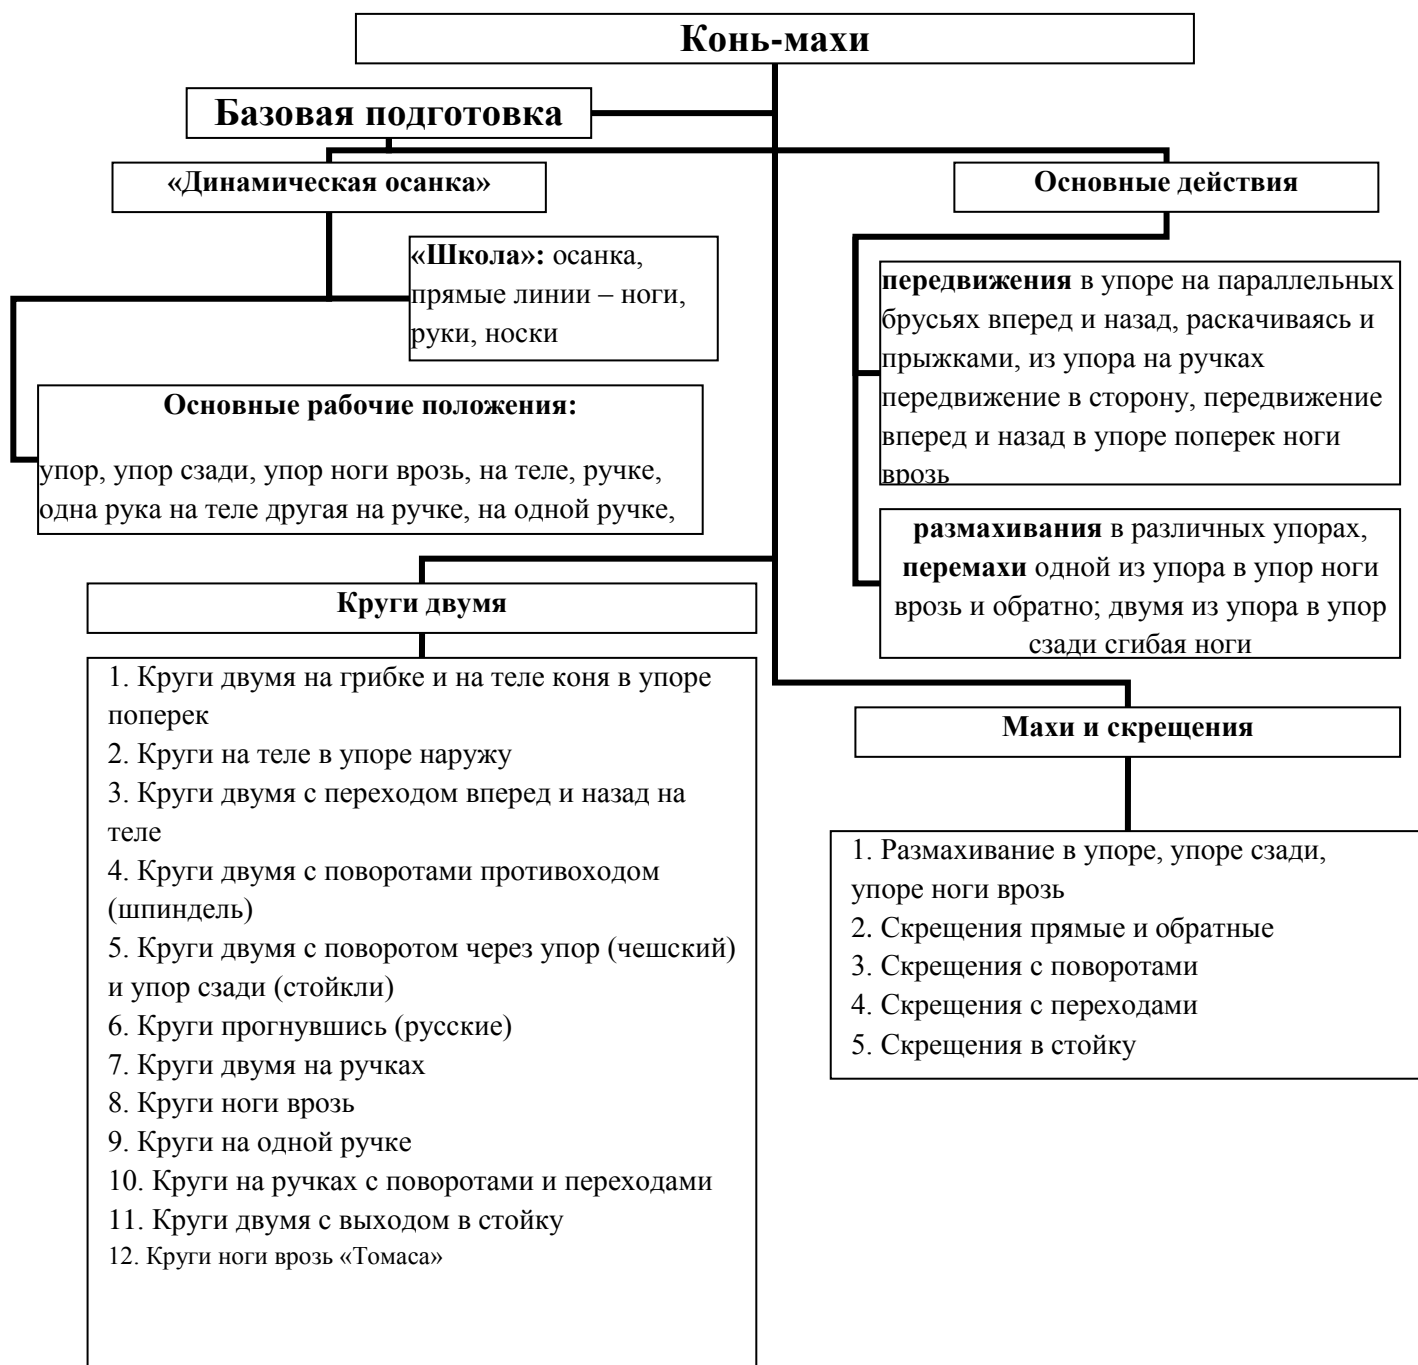 Конь-махи
Базовая подготовка
«Динамическая осанка»
Основные действия
«Школа»: осанка,
прямые линии – ноги,
руки, носки
передвижения в упоре на параллельных
брусьях вперед и назад, раскачиваясь и
прыжками, из упора на ручках
передвижение в сторону, передвижение
вперед и назад в упоре поперек ноги
врозь
Основные рабочие положения:
упор, упор сзади, упор ноги врозь, на теле, ручке,
одна рука на теле другая на ручке, на одной ручке,
размахивания в различных упорах,
перемахи одной из упора в упор ноги
врозь и обратно; двумя из упора в упор
сзади сгибая ноги
Круги двумя
1. Круги двумя на грибке и на теле коня в упоре
поперек
2. Круги на теле в упоре наружу
3. Круги двумя с переходом вперед и назад на
теле
4. Круги двумя с поворотами противоходом
(шпиндель)
5. Круги двумя с поворотом через упор (чешский)
и упор сзади (стойкли)
6. Круги прогнувшись (русские)
7. Круги двумя на ручках
8. Круги ноги врозь
9. Круги на одной ручке
10. Круги на ручках с поворотами и переходами
11. Круги двумя с выходом в стойку
12. Круги ноги врозь «Томаса»
Махи и скрещения
1. Размахивание в упоре, упоре сзади,
упоре ноги врозь
2. Скрещения прямые и обратные
3. Скрещения с поворотами
4. Скрещения с переходами
5. Скрещения в стойку